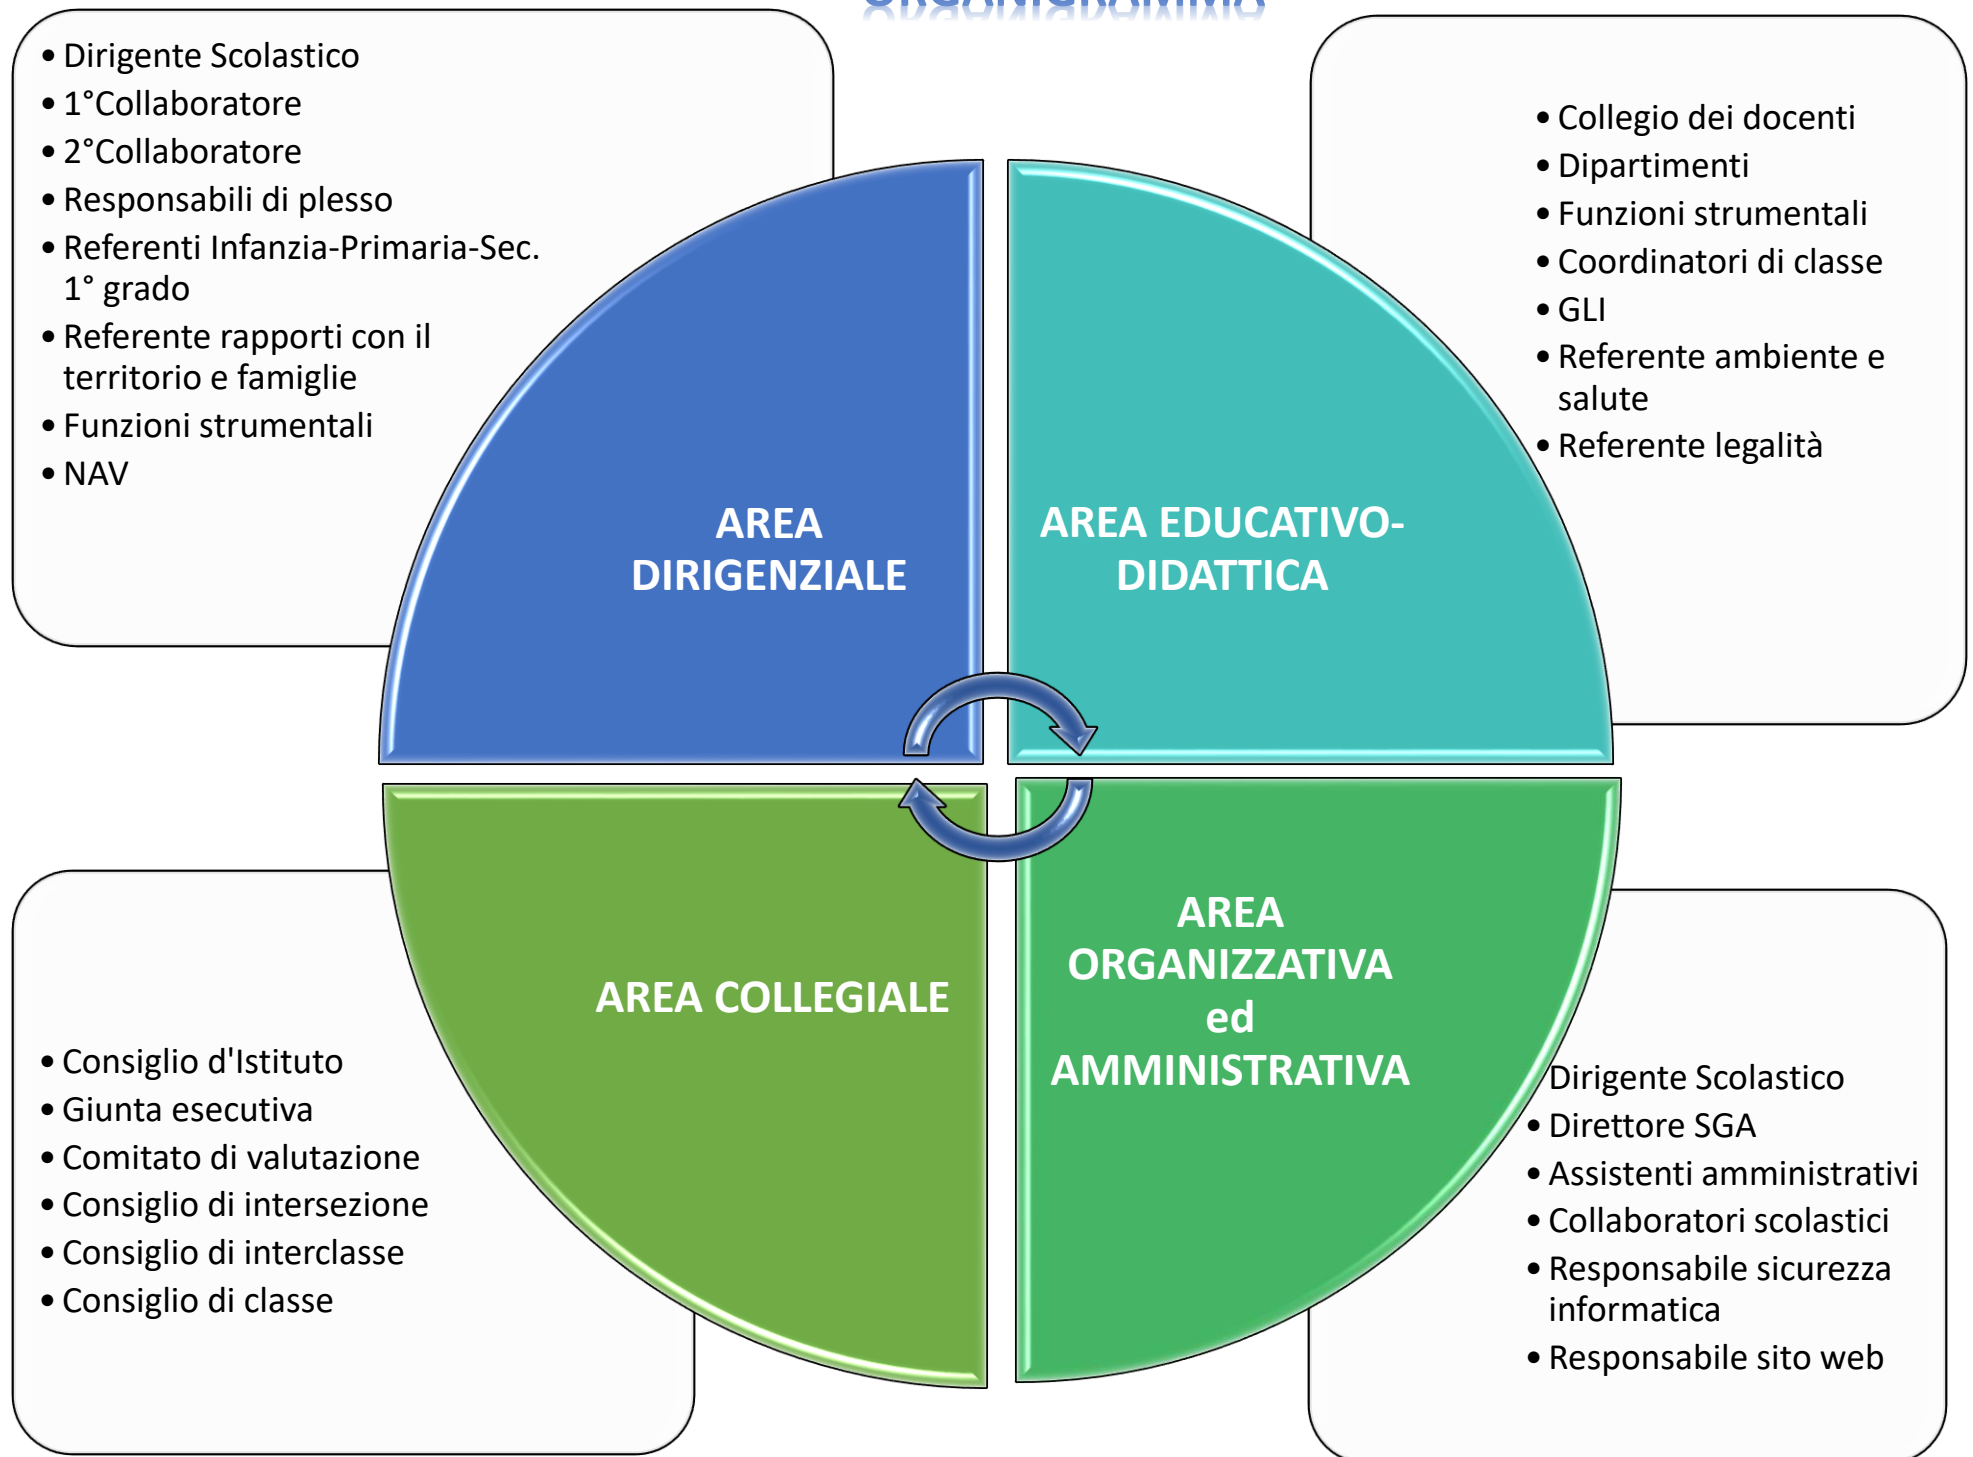 ORGANIGRAMMA
• Dirigente Scolastico
• 1°Collaboratore
• 2°Collaboratore
• Responsabili di plesso
• Referenti Infanzia-Primaria-Sec.
1° grado
• Referente rapporti con il
territorio e famiglie
• Funzioni strumentali
• NAV
• Collegio dei docenti
• Dipartimenti
• Funzioni strumentali
• Coordinatori di classe
• GLI
• Referente ambiente e
salute
• Referente legalità
AREA
DIRIGENZIALE
AREA EDUCATIVO-
DIDATTICA
AREA COLLEGIALE
AREA
ORGANIZZATIVA
ed
AMMINISTRATIVA
• Consiglio d'Istituto
• Giunta esecutiva
• Comitato di valutazione
• Consiglio di intersezione
• Consiglio di interclasse
• Consiglio di classe
Dirigente Scolastico
• Direttore SGA
• Assistenti amministrativi
• Collaboratori scolastici
• Responsabile sicurezza
informatica
• Responsabile sito web